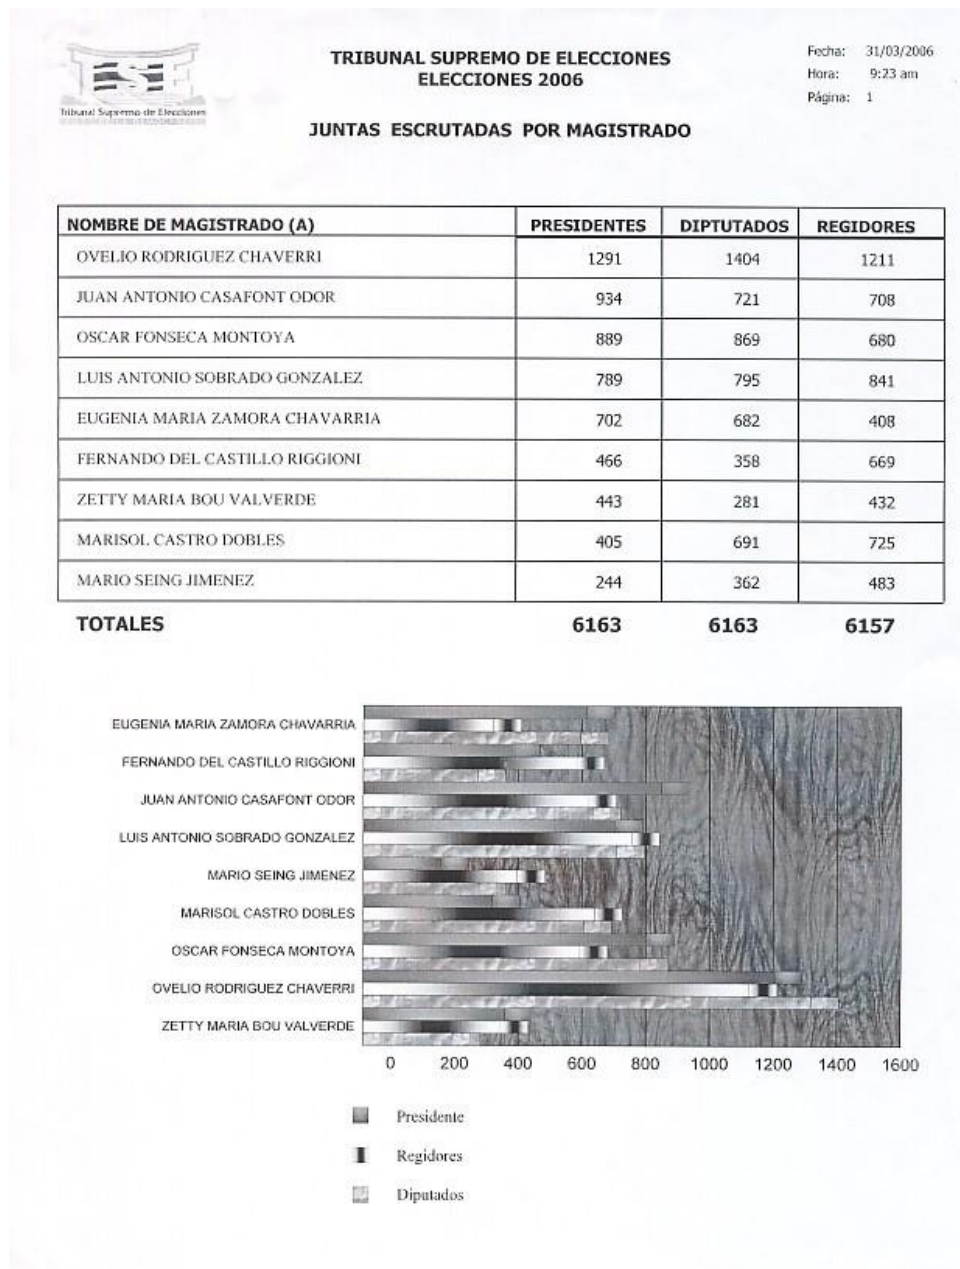 TSE
Tribunal Supremo de Elecciones
TRIBUNAL SUPREMO DE ELECCIONES
ELECCIONES 2006
JUNTAS ESCRUTADAS POR MAGISTRADO
Fecha: 31/03/2006
Hora: 9:23 am
Página: 1
NOMBRE DE MAGISTRADO (A) PRESIDENTES DIPTUTADOS REGIDORES
OVELIO RODRIGUEZ CHAVERRI 1291 1404 1211
JUAN ANTONIO CASAFONT ODOR 934 721 708
OSCAR FONSECA MONTOYA 889 869 680
LUIS ANTONIO SOBRADO GONZALEZ 789 795 841
EUGENIA MARIA ZAMORA CHAVARRIA 702 682 408
FERNANDO DEL CASTILLO RIGGIONI 466 358 669
ZETTY MARIA BOU VALVERDE 443 281 432
MARISOL CASTRO DOBLES 405 691 725
MARIO SEING JIMENEZ 244 362 483
TOTALES 6163 6163 6157
EUGENIA MARIA ZAMORA CHAVARRIA
FERNANDO DEL CASTILLO RIGGIONI
JUAN ANTONIO CASAFONT ODOR
LUIS ANTONIO SOBRADO GONZALEZ
MARIO SEING JIMENEZ
MARISOL CASTRO DOBLES
OSCAR FONSECA MONTOYA
OVELIO RODRIGUEZ CHAVERRI
ZETTY MARIA BOU VALVERDE
0 200 400 600 800 1000 1200 1400 1600
Presidente
Regidores
Diputados